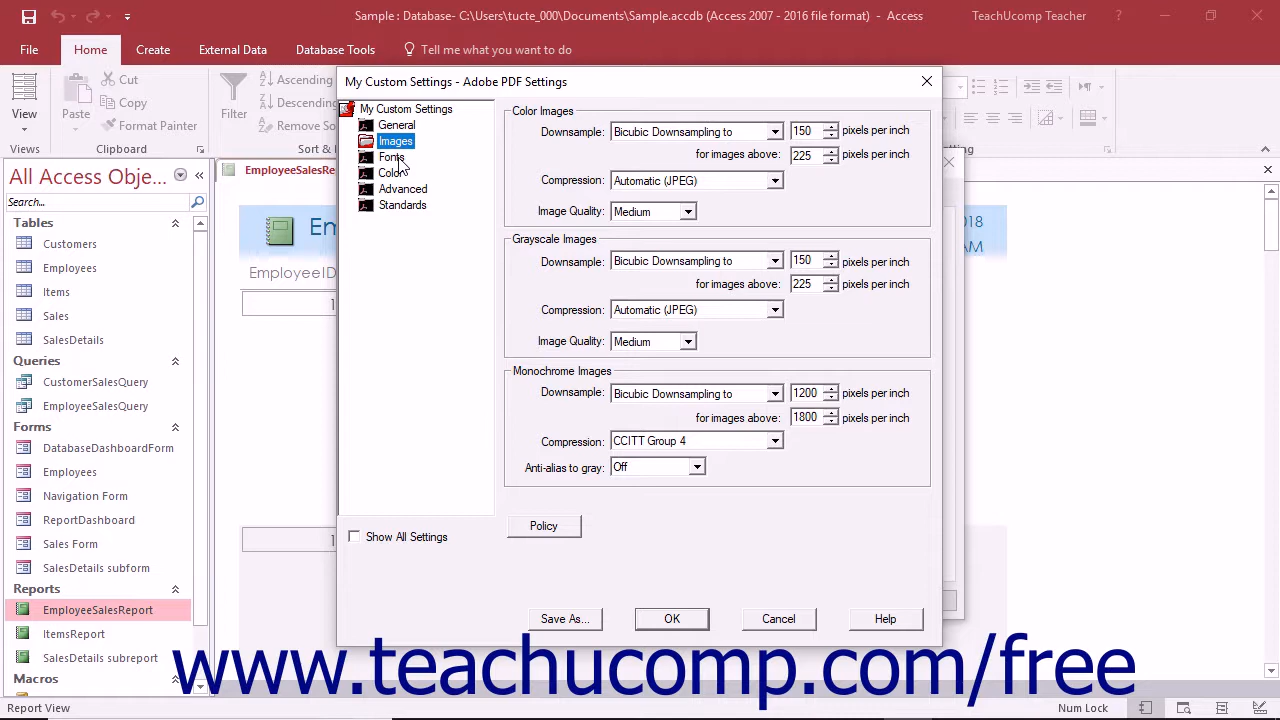 Sample : Database- C:\Users\tucte_000\Documents\Sample.accdb (Access 2007 - 2016 file format) - Access
TeachUcomp Teacher
?
File
Home
Create
External Data
Database Tools
Tell me what you want to do
View
Views
Paste
Cut
Copy
Filter
Ascending
Descending
Sort &
All Access Obje...
Search...
Tables
Customers
Employees
Items
Sales
SalesDetails
Queries
CustomerSalesQuery
EmployeeSalesQuery
Forms
DatabaseDashboardForm
Employees
Navigation Form
ReportDashboard
Sales Form
SalesDetails subform
Reports
EmployeeSalesReport
ItemsReport
SalesDetails subreport
Macros
EmployeeSalesRe
Em
EmployeeID
1
1
018
AM
My Custom Settings - Adobe PDF Settings
My Custom Settings
General
Images
Fonts
Color
Advanced
Standards
Show All Settings
Color Images
Downsample: Bicubic Downsampling to 150 pixels per inch
for images above: 225 pixels per inch
Compression: Automatic (JPEG)
Image Quality: Medium
Grayscale Images
Downsample: Bicubic Downsampling to 150 pixels per inch
for images above: 225 pixels per inch
Compression: Automatic (JPEG)
Image Quality: Medium
Monochrome Images
Downsample: Bicubic Downsampling to 1200 pixels per inch
for images above: 1800 pixels per inch
Compression: CCITT Group 4
Anti-alias to gray: Off
Policy
Save As...
OK
Cancel
Help
www.teachucomp.com/free
Report View
Num Lock